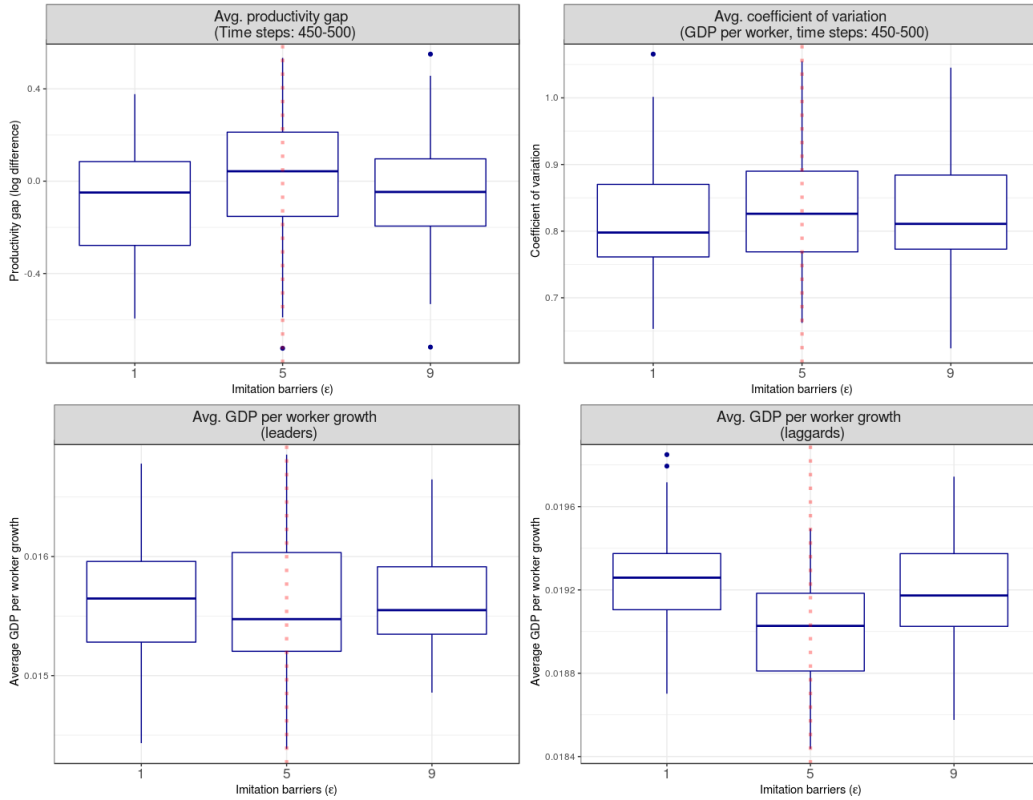 Avg. productivity gap
(Time steps: 450-500)
Productivity gap (log difference)
0.4
0.0
-0.4
1
5
9
Imitation barriers (ε)
Avg. coefficient of variation
(GDP per worker, time steps: 450-500)
Coefficient of variation
1.0
0.9
0.8
0.7
1
5
9
Imitation barriers (ε)
Avg. GDP per worker growth
(leaders)
Average GDP per worker growth
0.016
0.015
1
5
9
Imitation barriers (ε)
Avg. GDP per worker growth
(laggards)
Average GDP per worker growth
0.0196
0.0192
0.0188
0.0184
1
5
9
Imitation barriers (ε)